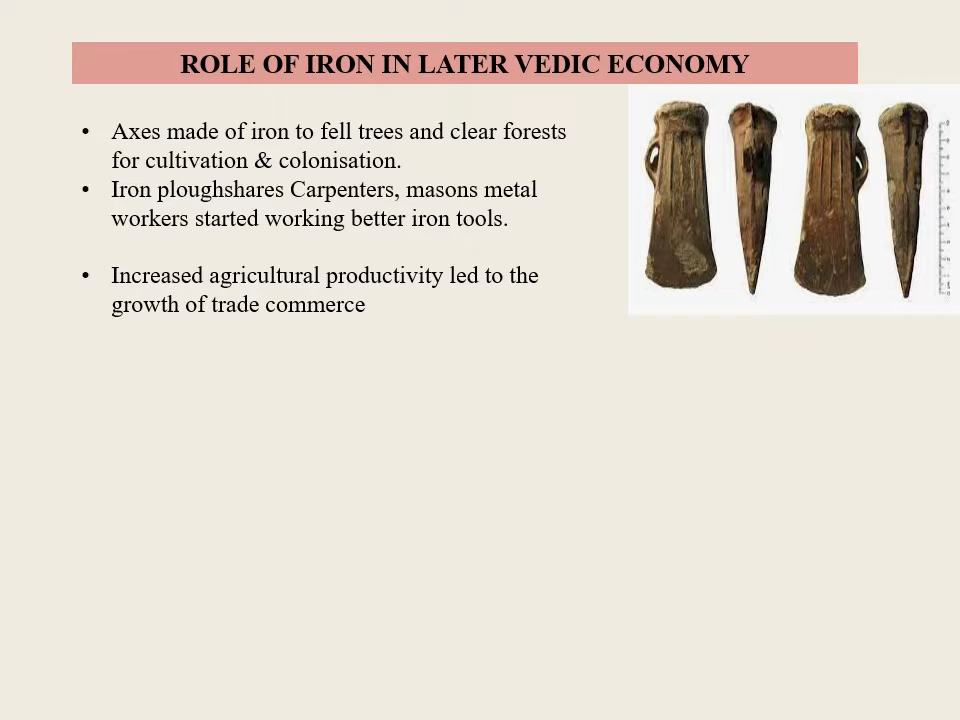 ROLE OF IRON IN LATER VEDIC ECONOMY
• Axes made of iron to fell trees and clear forests
for cultivation & colonisation.
• Iron ploughshares Carpenters, masons metal
workers started working better iron tools.
• Increased agricultural productivity led to the
growth of trade commerce